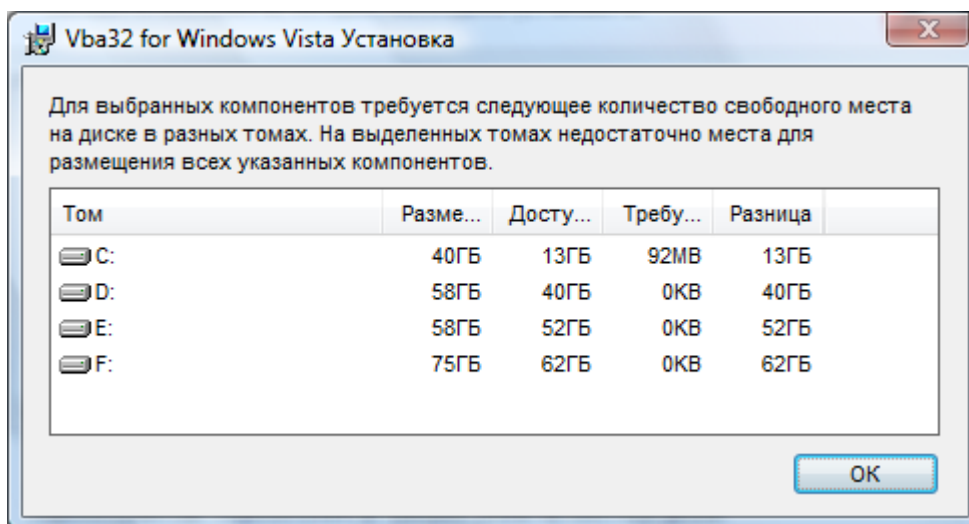 Vba32 for Windows Vista Установка
Для выбранных компонентов требуется следующее количество свободного места
на диске в разных томах. На выделенных томах недостаточно места для
размещения всех указанных компонентов.
Том Разме... Досту... Требу... Разница
C: 40ГБ 13ГБ 92MB 13ГБ
D: 58ГБ 40ГБ 0KB 40ГБ
E: 58ГБ 52ГБ 0KB 52ГБ
F: 75ГБ 62ГБ 0KB 62ГБ
OK